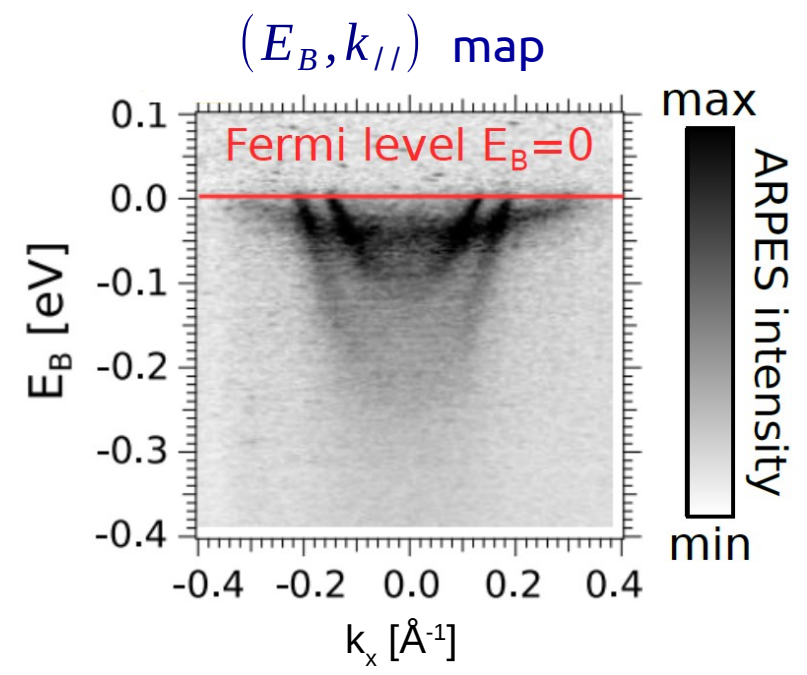 (E_B, k_//) map
max
0.1
Fermi level E_B=0
0.0
-0.1
-0.2
-0.3
-0.4
E_B [eV]
ARPES intensity
min
-0.4 -0.2 0.0 0.2 0.4
k_x [Å^-1]